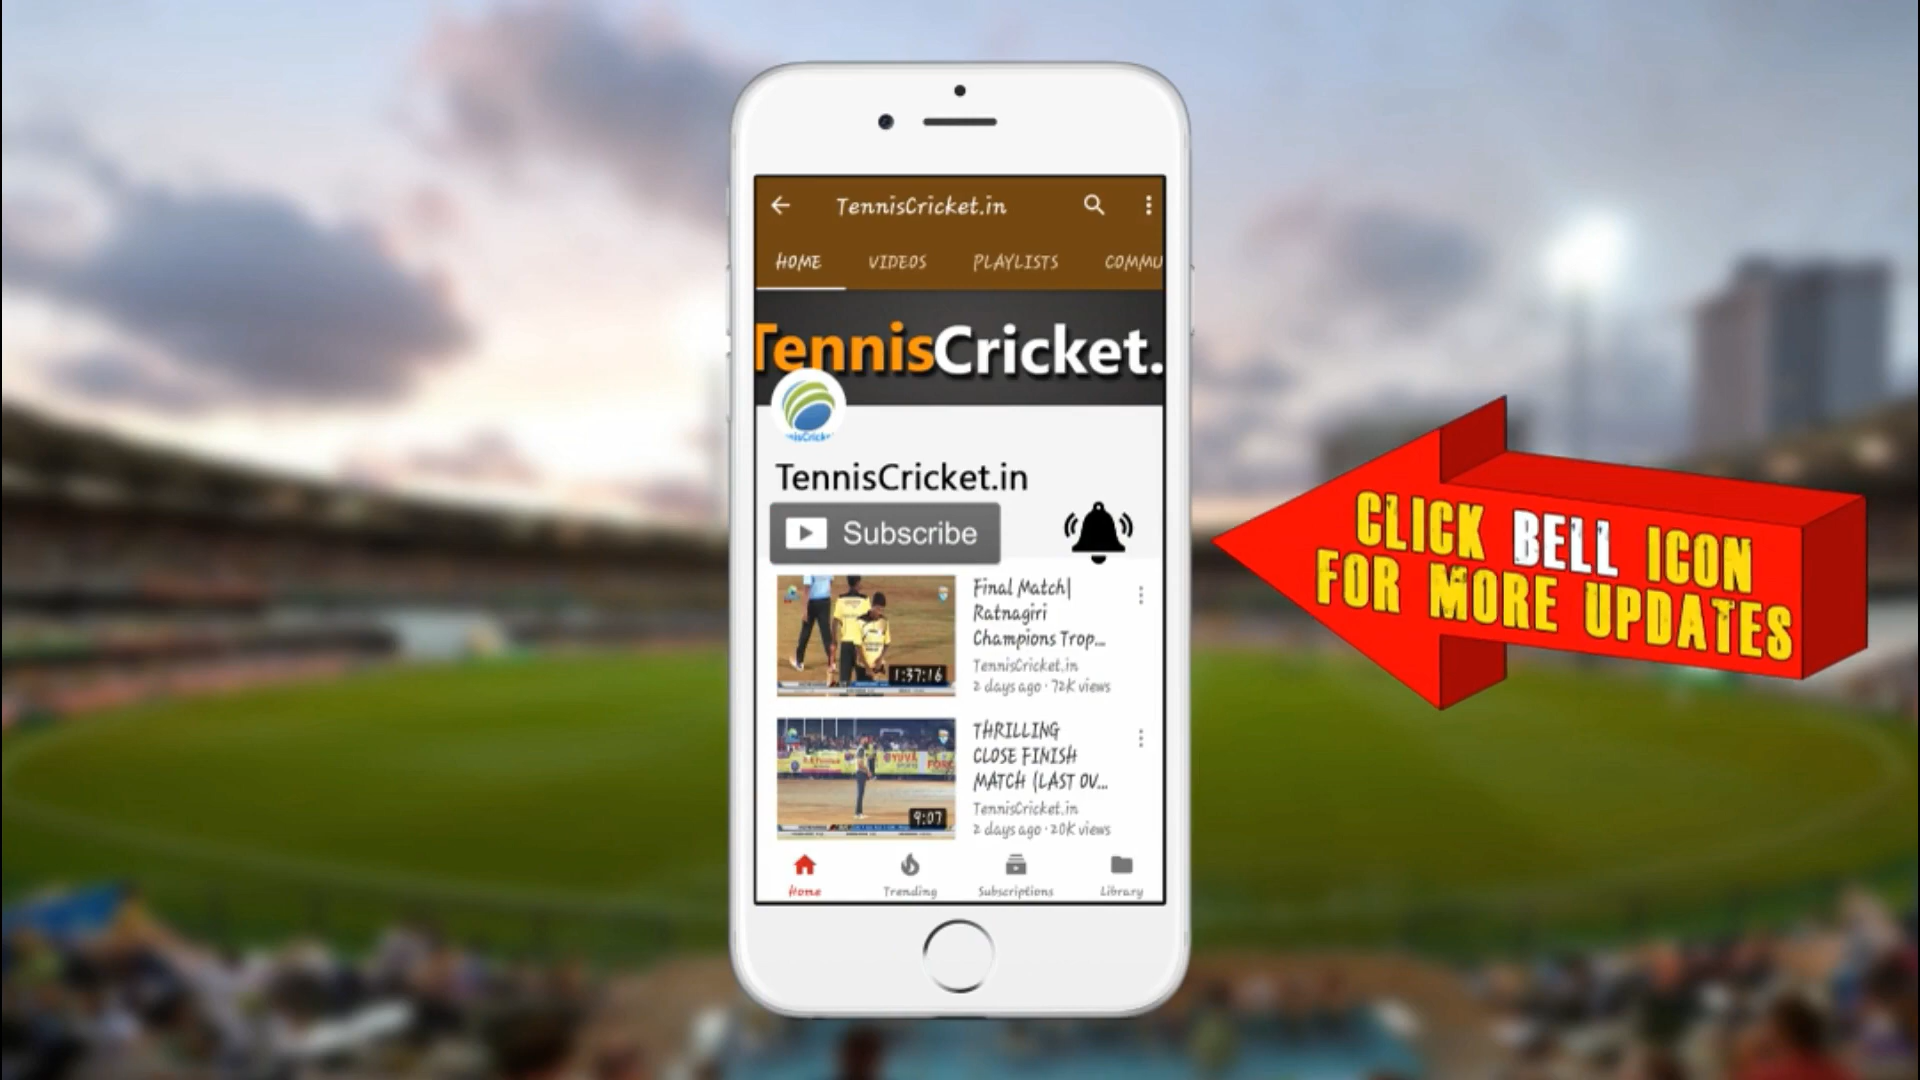 TennisCricket.in
HOME VIDEOS PLAYLISTS COMMU
TennisCricket.
TennisCricket.in
Subscribe
Final Match|
Ratnagiri
Champions Trop...
TennisCricket.in
2 days ago · 72K views
1:37:16
THRILLING
CLOSE FINISH
MATCH (LAST OV...
TennisCricket.in
2 days ago · 20K views
9:07
Home Trending Subscriptions Library
CLICK BELL ICON
FOR MORE UPDATES